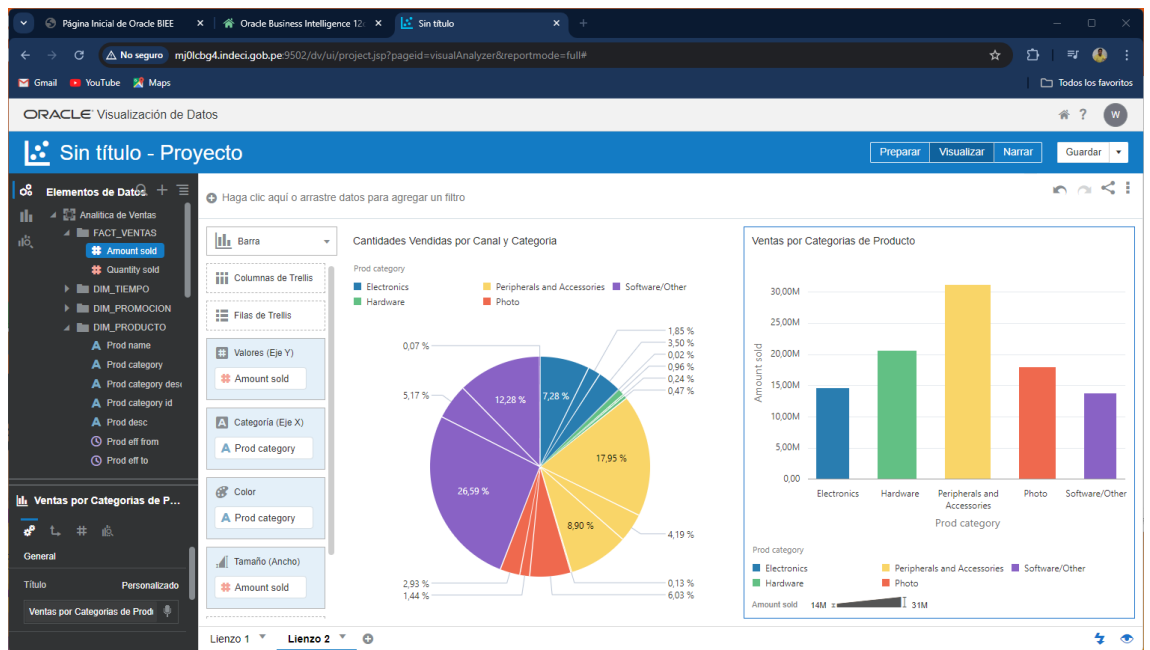 Página Inicial de Oracle BIEE
Oracle Business Intelligence 12c
Sin título
No seguro mj0lcbg4.indeci.gob.pe:9502/dv/ui/project.jsp?pageid=visualAnalyzer&reportmode=full#
Gmail YouTube Maps Todos los favoritos
ORACLE Visualización de Datos ? W
Sin título - Proyecto Preparar Visualizar Narrar Guardar
Elementos de Datos
Haga clic aquí o arrastre datos para agregar un filtro
Analítica de Ventas
FACT_VENTAS
Amount sold
Quantity sold
DIM_TIEMPO
DIM_PROMOCION
DIM_PRODUCTO
Prod name
Prod category
Prod category desc
Prod category id
Prod desc
Prod eff from
Prod eff to
Ventas por Categorias de P...
General
Título Personalizado
Ventas por Categorias de Produ
Barra
Columnas de Trellis
Filas de Trellis
Valores (Eje Y)
Amount sold
Categoría (Eje X)
Prod category
Color
Prod category
Tamaño (Ancho)
Amount sold
Cantidades Vendidas por Canal y Categoria
Prod category
Electronics Peripherals and Accessories Software/Other
Hardware Photo
0,07 %
5,17 %
12,28 %
7,28 %
1,85 %
3,50 %
0,02 %
0,96 %
0,24 %
0,47 %
17,95 %
26,59 %
8,90 %
4,19 %
2,93 %
1,44 %
0,13 %
6,03 %
Ventas por Categorias de Producto
Amount sold
30,00M
25,00M
20,00M
15,00M
10,00M
5,00M
0,00
Electronics Hardware Peripherals and Accessories Photo Software/Other
Prod category
Prod category
Electronics Peripherals and Accessories Software/Other
Hardware Photo
Amount sold 14M 31M
Lienzo 1 Lienzo 2